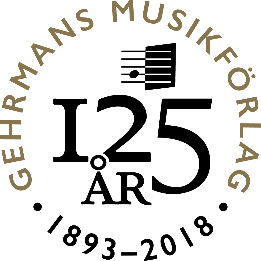 GEHRMANS MUSIKFÖRLAG
125
ÅR
• 1893–2018 •